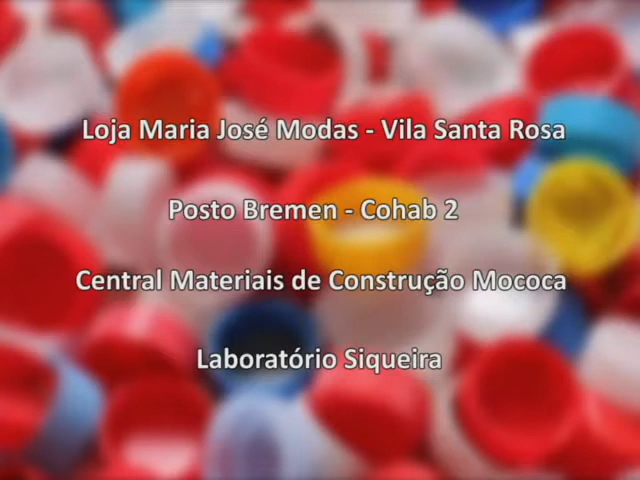 Loja Maria José Modas - Vila Santa Rosa
Posto Bremen - Cohab 2
Central Materiais de Construção Mococa
Laboratório Siqueira